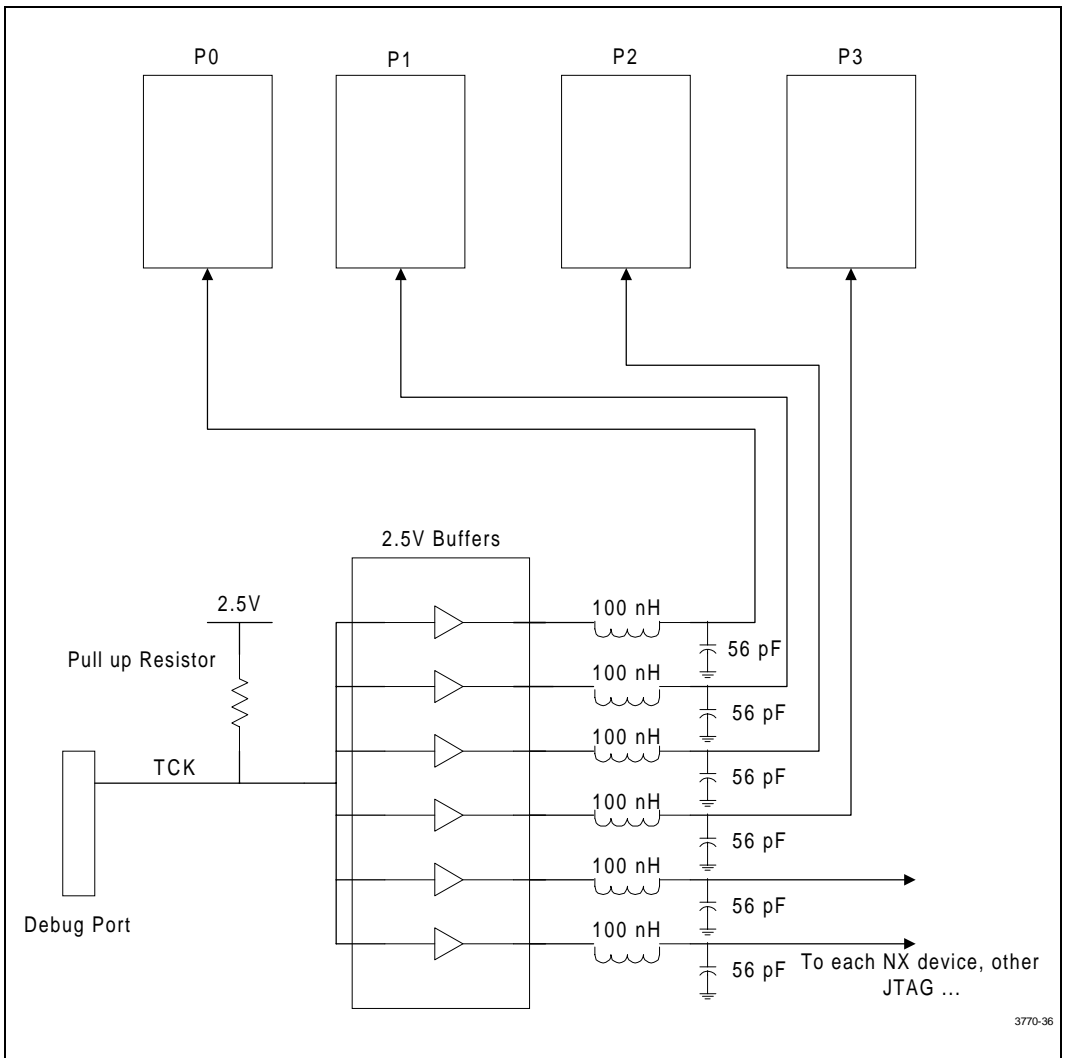 P0
P1
P2
P3
2.5V Buffers
2.5V
Pull up Resistor
TCK
Debug Port
100 nH
56 pF
100 nH
56 pF
100 nH
56 pF
100 nH
56 pF
100 nH
56 pF
100 nH
56 pF
To each NX device, other
JTAG ...
3770-36